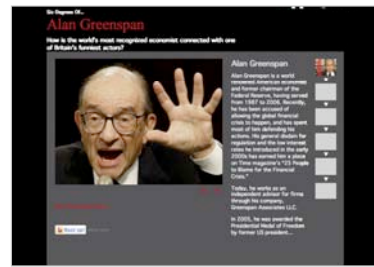 Six Degrees Of...
Alan Greenspan
How is the world's most recognized economist connected with one
of Britain's funniest actors?
Alan Greenspan
Alan Greenspan is a world
renowned American economist
and former chairman of the
Federal Reserve, having served
from 1987 to 2006. Recently,
he has been accused of
allowing the global financial
crisis to happen, and has spent
most of him defending his
actions. His general disdain for
regulation and the low interest
rates he introduced in the early
2000s has earned him a place
on Time magazine's "25 People
to Blame for the Financial
Crisis."
Today, he works as an
independent advisor for firms
through his company,
Greenspan Associates LLC.
In 2005, he was awarded the
Presidential Medal of Freedom
by former US president...